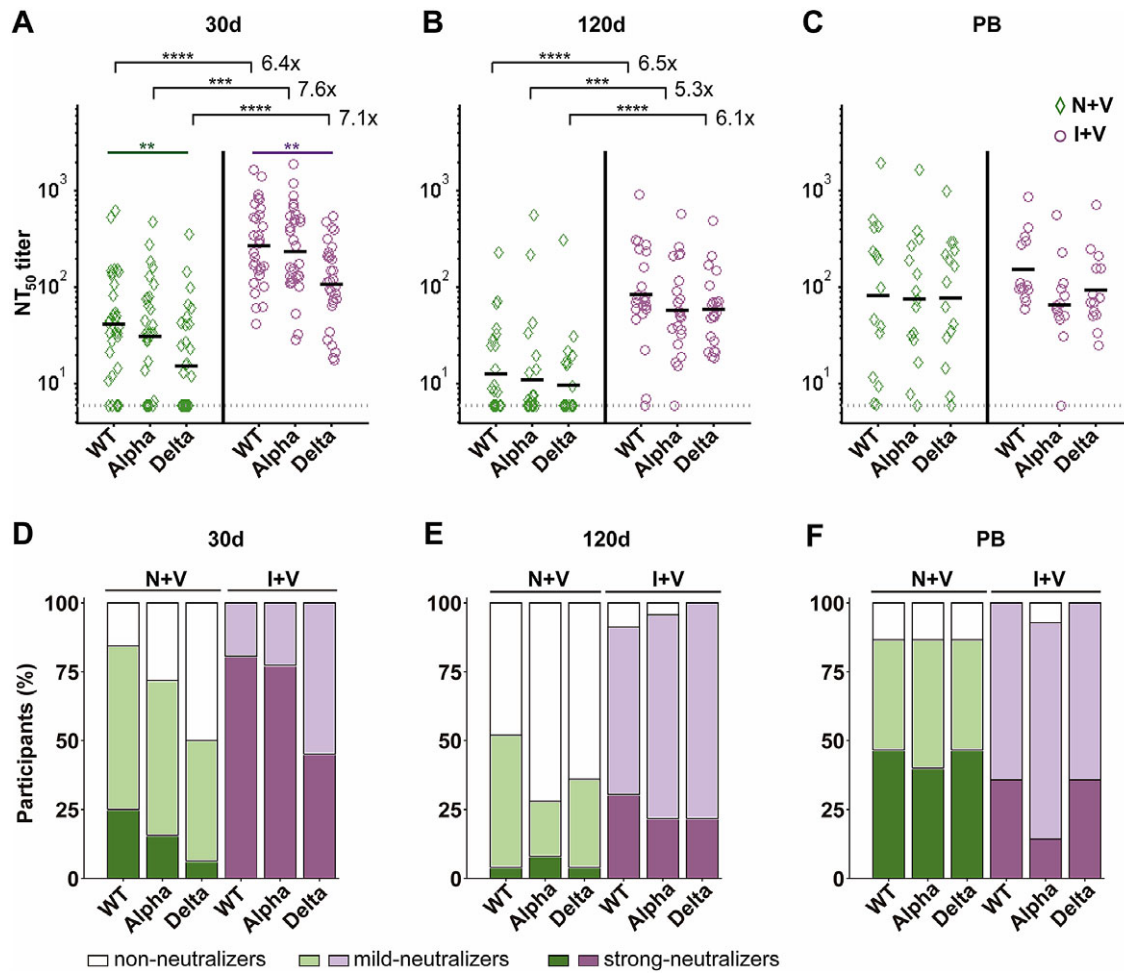 A 30d
B 120d
C PB
**** 6.4x
*** 7.6x
**** 7.1x
**** 6.5x
*** 5.3x
**** 6.1x
N+V
I+V
** **
NT50 titer
10³
10²
10¹
10³
10²
10¹
10³
10²
10¹
WT Alpha Delta WT Alpha Delta
WT Alpha Delta WT Alpha Delta
WT Alpha Delta WT Alpha Delta
D 30d
E 120d
F PB
N+V I+V
N+V I+V
N+V I+V
Participants (%)
100
75
50
25
0
100
75
50
25
0
100
75
50
25
0
WT Alpha Delta WT Alpha Delta
WT Alpha Delta WT Alpha Delta
WT Alpha Delta WT Alpha Delta
non-neutralizers mild-neutralizers strong-neutralizers